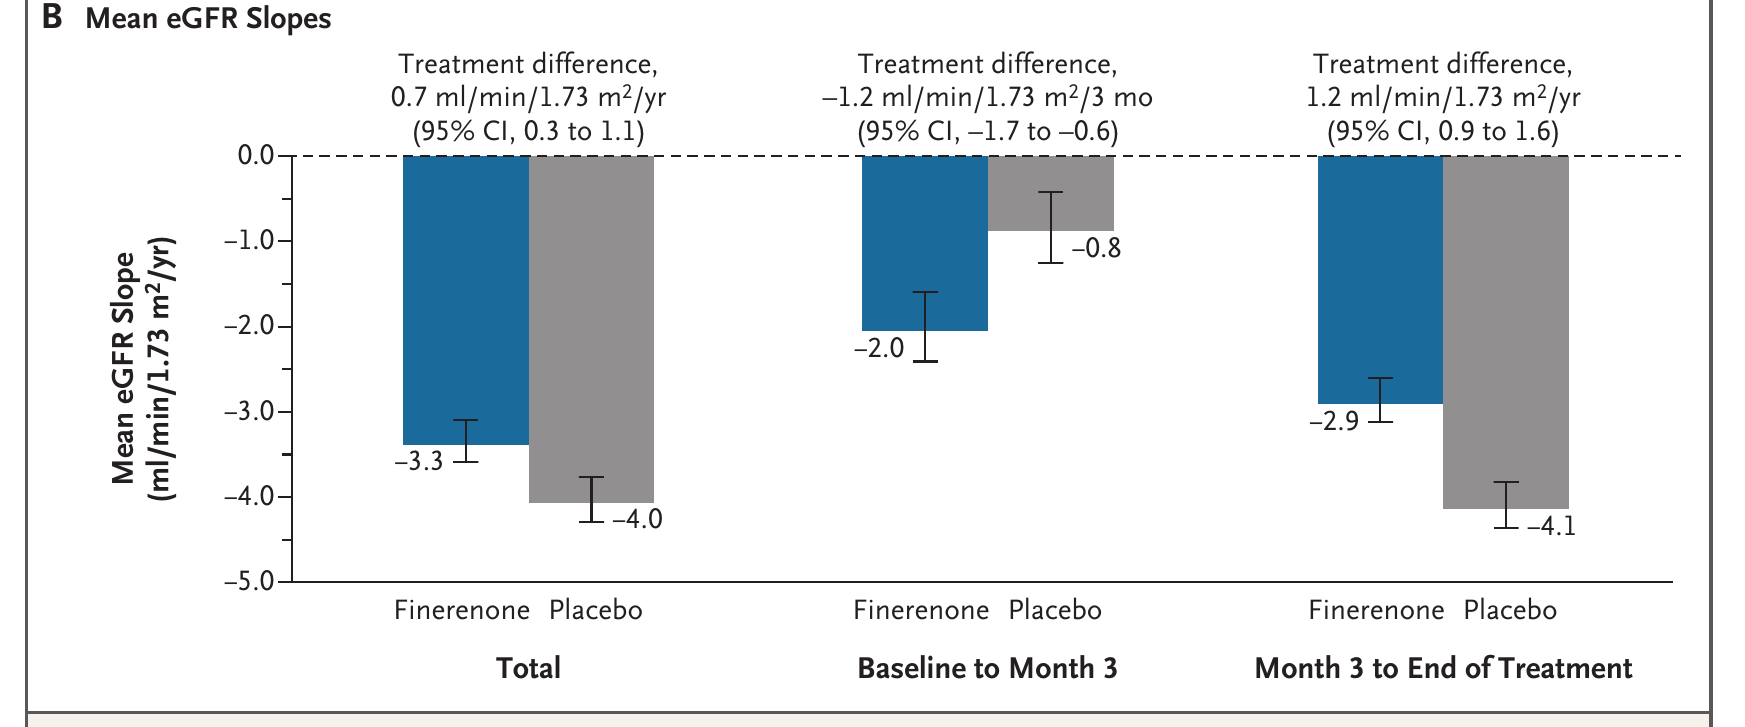 B Mean eGFR Slopes
Treatment difference,
0.7 ml/min/1.73 m²/yr
(95% CI, 0.3 to 1.1)
Treatment difference,
–1.2 ml/min/1.73 m²/3 mo
(95% CI, –1.7 to –0.6)
Treatment difference,
1.2 ml/min/1.73 m²/yr
(95% CI, 0.9 to 1.6)
Mean eGFR Slope
(ml/min/1.73 m²/yr)
0.0
–1.0
–2.0
–3.0
–4.0
–5.0
–3.3
–4.0
–2.0
–0.8
–2.9
–4.1
Finerenone Placebo
Finerenone Placebo
Finerenone Placebo
Total
Baseline to Month 3
Month 3 to End of Treatment